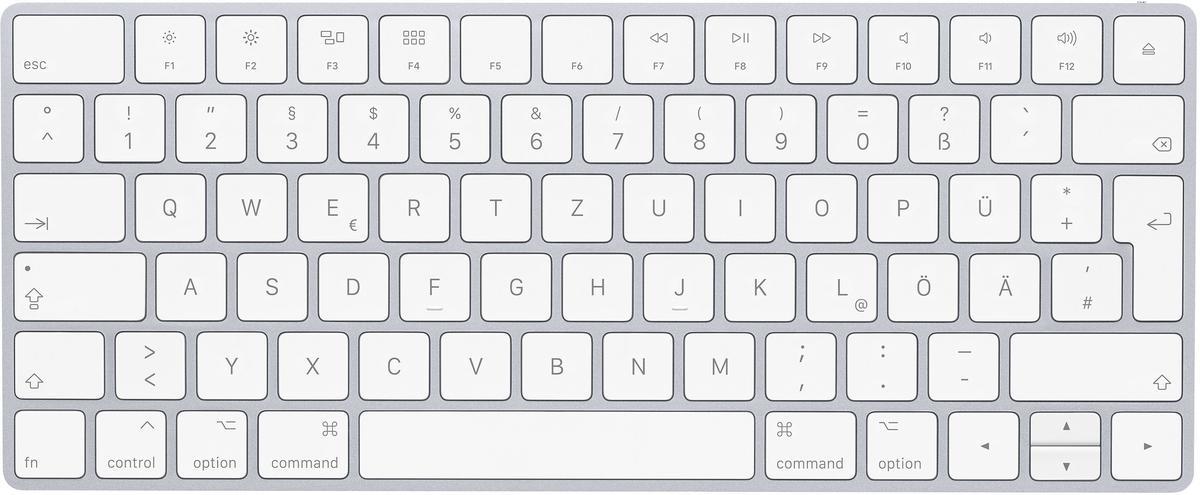 esc F1 F2 F3 F4 F5 F6 F7 F8 F9 F10 F11 F12
° ! " § $ % & / ( ) = ? `
^ 1 2 3 4 5 6 7 8 9 0 ß ´
Q W E € R T Z U I O P Ü * +
A S D F G H J K L @ Ö Ä ' #
> < Y X C V B N M ; , : . — -
fn control option command command option